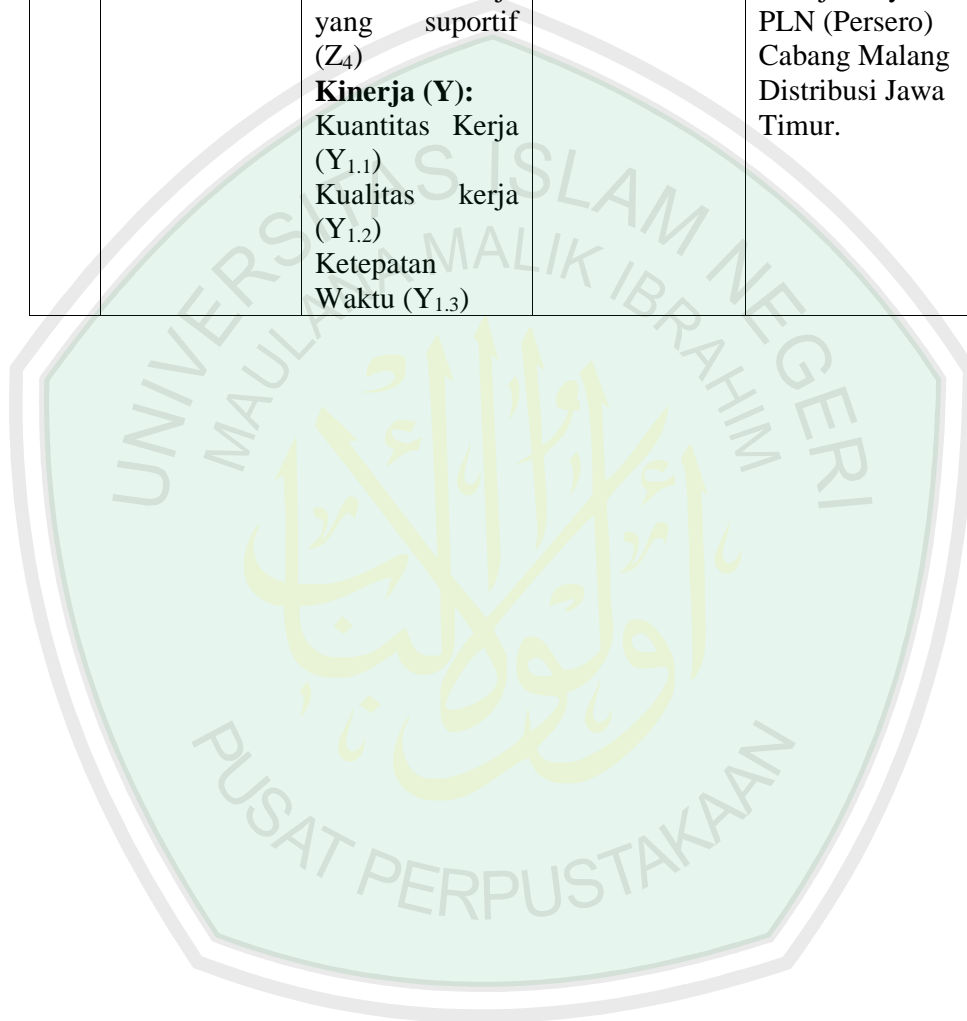 yang suportif
(Z₄)
Kinerja (Y):
Kuantitas Kerja
(Y₁.₁)
Kualitas kerja
(Y₁.₂)
Ketepatan
Waktu (Y₁.₃)
PLN (Persero)
Cabang Malang
Distribusi Jawa
Timur.
UNIVERSITAS ISLAM NEGERI
MAULANA MALIK IBRAHIM
PUSAT PERPUSTAKAAN